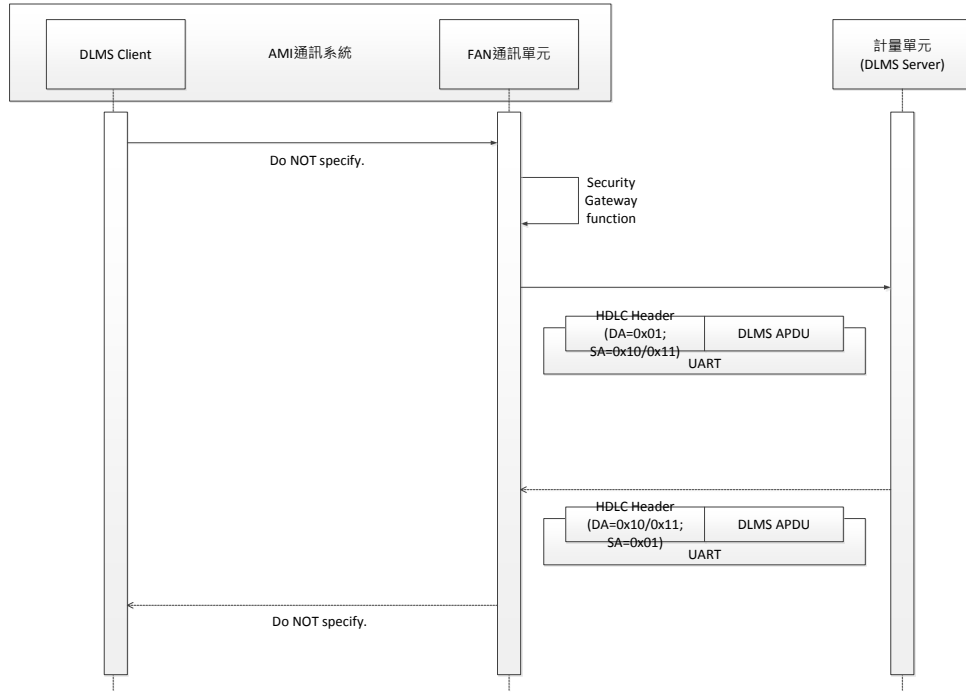 DLMS Client
AMI通訊系統
FAN通訊單元
計量單元
(DLMS Server)
Do NOT specify.
Security
Gateway
function
HDLC Header
(DA=0x01;
SA=0x10/0x11)
DLMS APDU
UART
HDLC Header
(DA=0x10/0x11;
SA=0x01)
DLMS APDU
UART
Do NOT specify.